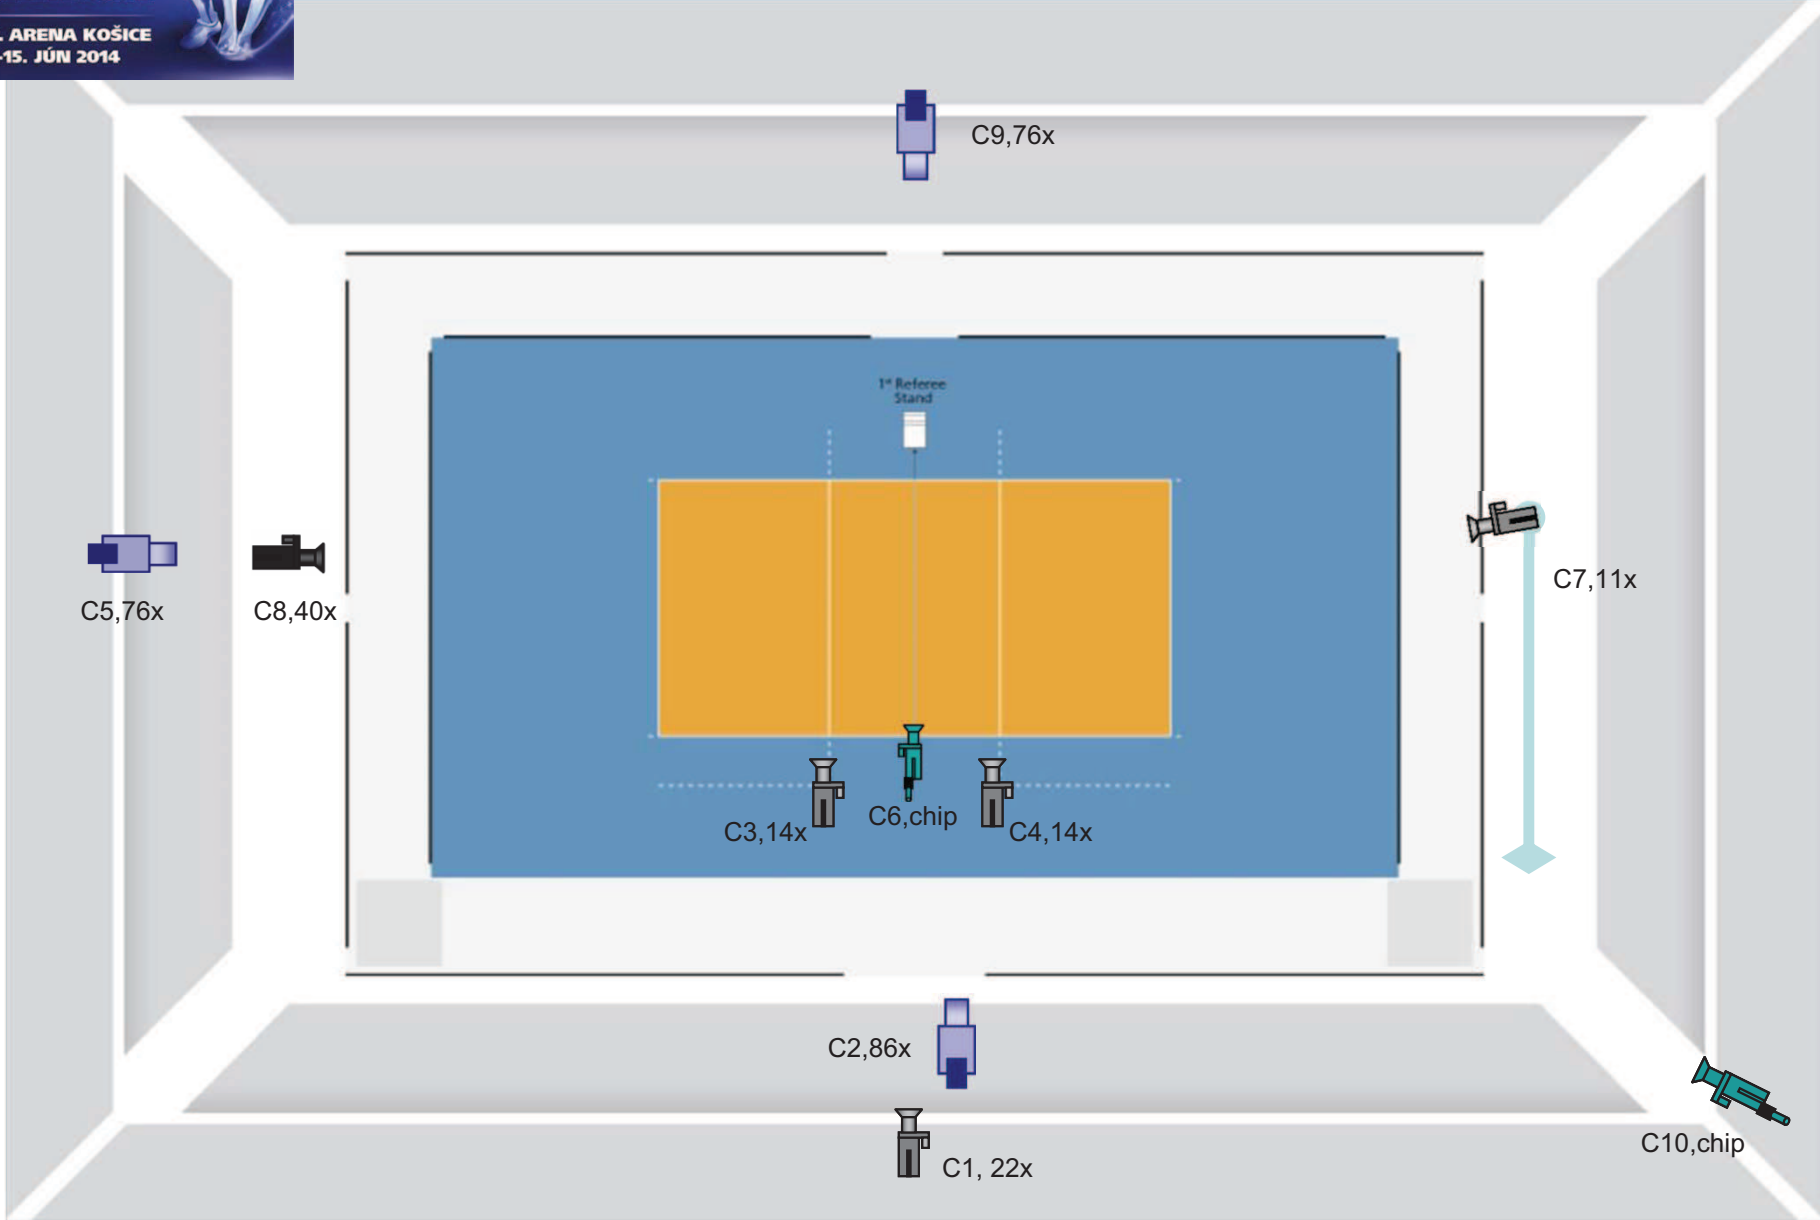 . ARENA KOŠICE
-15. JÚN 2014
C9,76x
1st Referee
Stand
C7,11x
C5,76x
C8,40x
C6,chip
C3,14x
C4,14x
C2,86x
C10,chip
C1, 22x